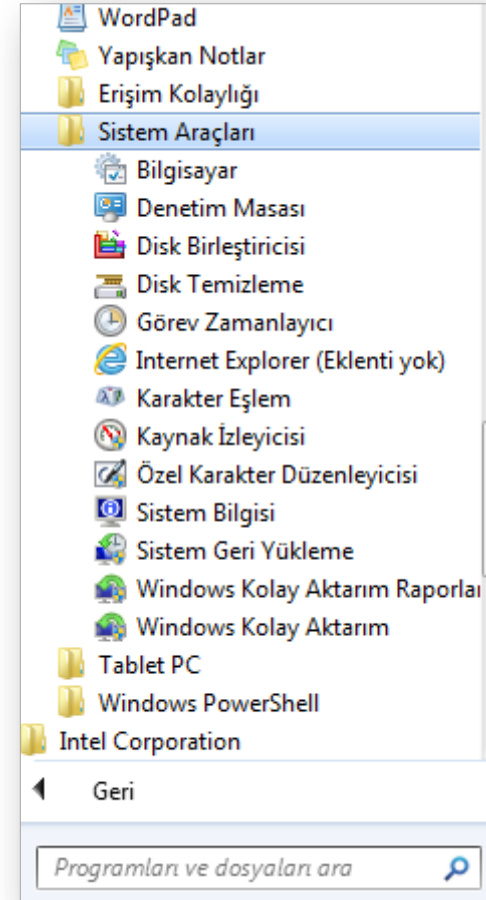 WordPad
Yapışkan Notlar
Erişim Kolaylığı
Sistem Araçları
Bilgisayar
Denetim Masası
Disk Birleştiricisi
Disk Temizleme
Görev Zamanlayıcı
Internet Explorer (Eklenti yok)
Karakter Eşlem
Kaynak İzleyicisi
Özel Karakter Düzenleyicisi
Sistem Bilgisi
Sistem Geri Yükleme
Windows Kolay Aktarım Raporlar
Windows Kolay Aktarım
Tablet PC
Windows PowerShell
Intel Corporation
Geri
Programları ve dosyaları ara